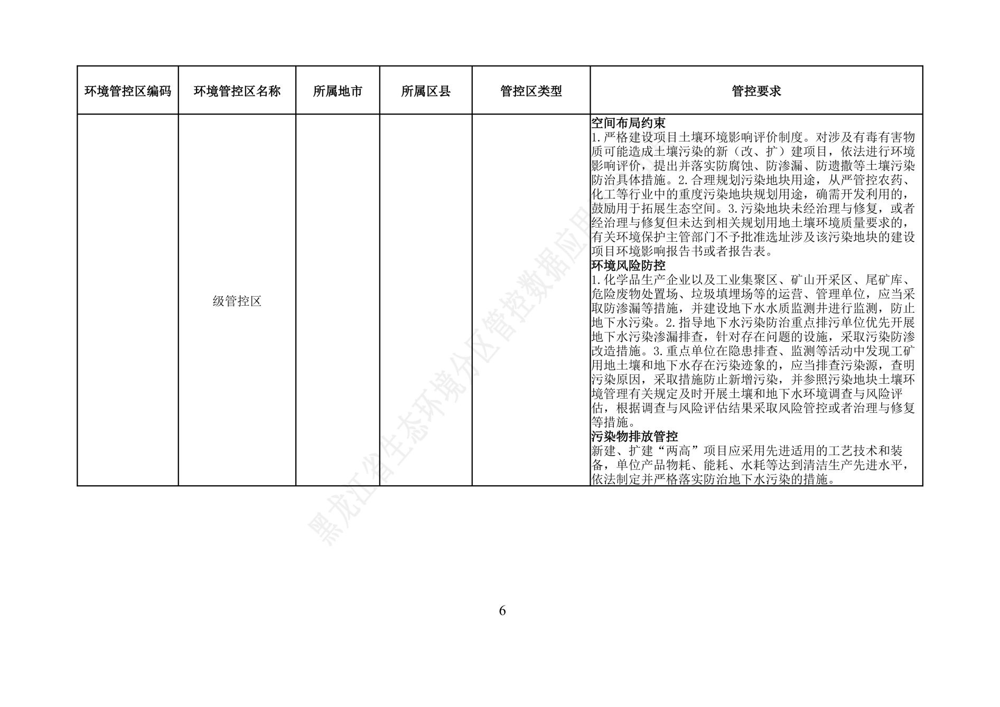 环境管控区编码 环境管控区名称 所属地市 所属区县 管控区类型 管控要求
级管控区
空间布局约束
1.严格建设项目土壤环境影响评价制度。对涉及有毒有害物
质可能造成土壤污染的新（改、扩）建项目，依法进行环境
影响评价，提出并落实防腐蚀、防渗漏、防遗撒等土壤污染
防治具体措施。2.合理规划污染地块用途，从严管控农药、
化工等行业中的重度污染地块规划用途，确需开发利用的，
鼓励用于拓展生态空间。3.污染地块未经治理与修复，或者
经治理与修复但未达到相关规划用地土壤环境质量要求的，
有关环境保护主管部门不予批准选址涉及该污染地块的建设
项目环境影响报告书或者报告表。
环境风险防控
1.化学品生产企业以及工业集聚区、矿山开采区、尾矿库、
危险废物处置场、垃圾填埋场等的运营、管理单位，应当采
取防渗漏等措施，并建设地下水水质监测井进行监测，防止
地下水污染。2.指导地下水污染防治重点排污单位优先开展
地下水污染渗漏排查，针对存在问题的设施，采取污染防渗
改造措施。3.重点单位在隐患排查、监测等活动中发现工矿
用地土壤和地下水存在污染迹象的，应当排查污染源，查明
污染原因，采取措施防止新增污染，并参照污染地块土壤环
境管理有关规定及时开展土壤和地下水环境调查与风险评
估，根据调查与风险评估结果采取风险管控或者治理与修复
等措施。
污染物排放管控
新建、扩建“两高”项目应采用先进适用的工艺技术和装
备，单位产品物耗、能耗、水耗等达到清洁生产先进水平，
依法制定并严格落实防治地下水污染的措施。
黑龙江省生态环境分区管控数据应用
6